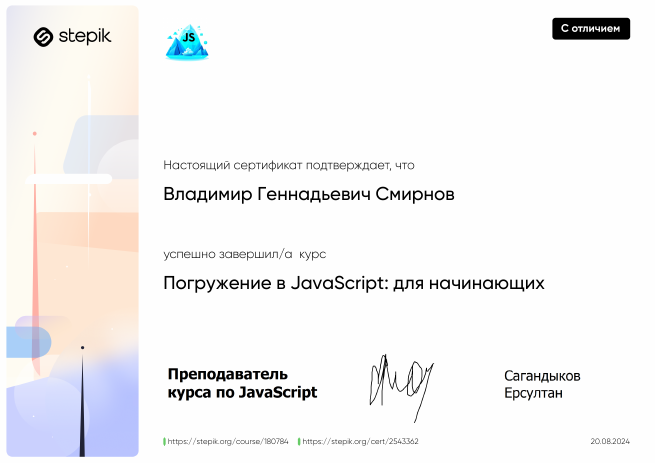 stepik
JS
С отличием
Настоящий сертификат подтверждает, что
Владимир Геннадьевич Смирнов
успешно завершил/а курс
Погружение в JavaScript: для начинающих
Преподаватель
курса по JavaScript
Сагандыков
Ерсултан
https://stepik.org/course/180784 https://stepik.org/cert/2543362 20.08.2024